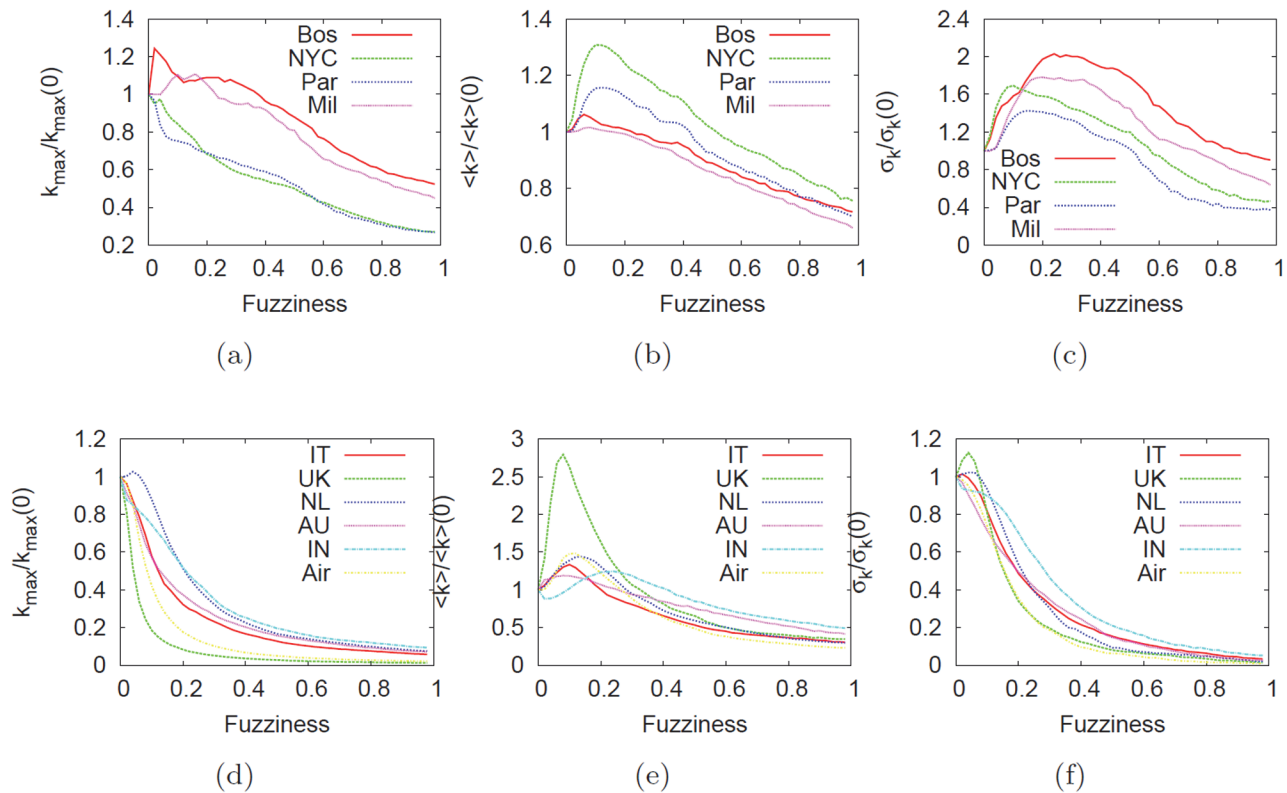 1.4
1.2
1
0.8
0.6
0.4
0.2
k_max/k_max(0)
Bos
NYC
Par
Mil
0 0.2 0.4 0.6 0.8 1
Fuzziness
(a)
1.4
1.2
1
0.8
0.6
<k>/<k>(0)
Bos
NYC
Par
Mil
0 0.2 0.4 0.6 0.8 1
Fuzziness
(b)
2.4
2
1.6
1.2
0.8
0.4
0
σ_k/σ_k(0)
Bos
NYC
Par
Mil
0 0.2 0.4 0.6 0.8 1
Fuzziness
(c)
1.2
1
0.8
0.6
0.4
0.2
0
k_max/k_max(0)
IT
UK
NL
AU
IN
Air
0 0.2 0.4 0.6 0.8 1
Fuzziness
(d)
3
2.5
2
1.5
1
0.5
0
<k>/<k>(0)
IT
UK
NL
AU
IN
Air
0 0.2 0.4 0.6 0.8 1
Fuzziness
(e)
1.2
1
0.8
0.6
0.4
0.2
0
σ_k/σ_k(0)
IT
UK
NL
AU
IN
Air
0 0.2 0.4 0.6 0.8 1
Fuzziness
(f)